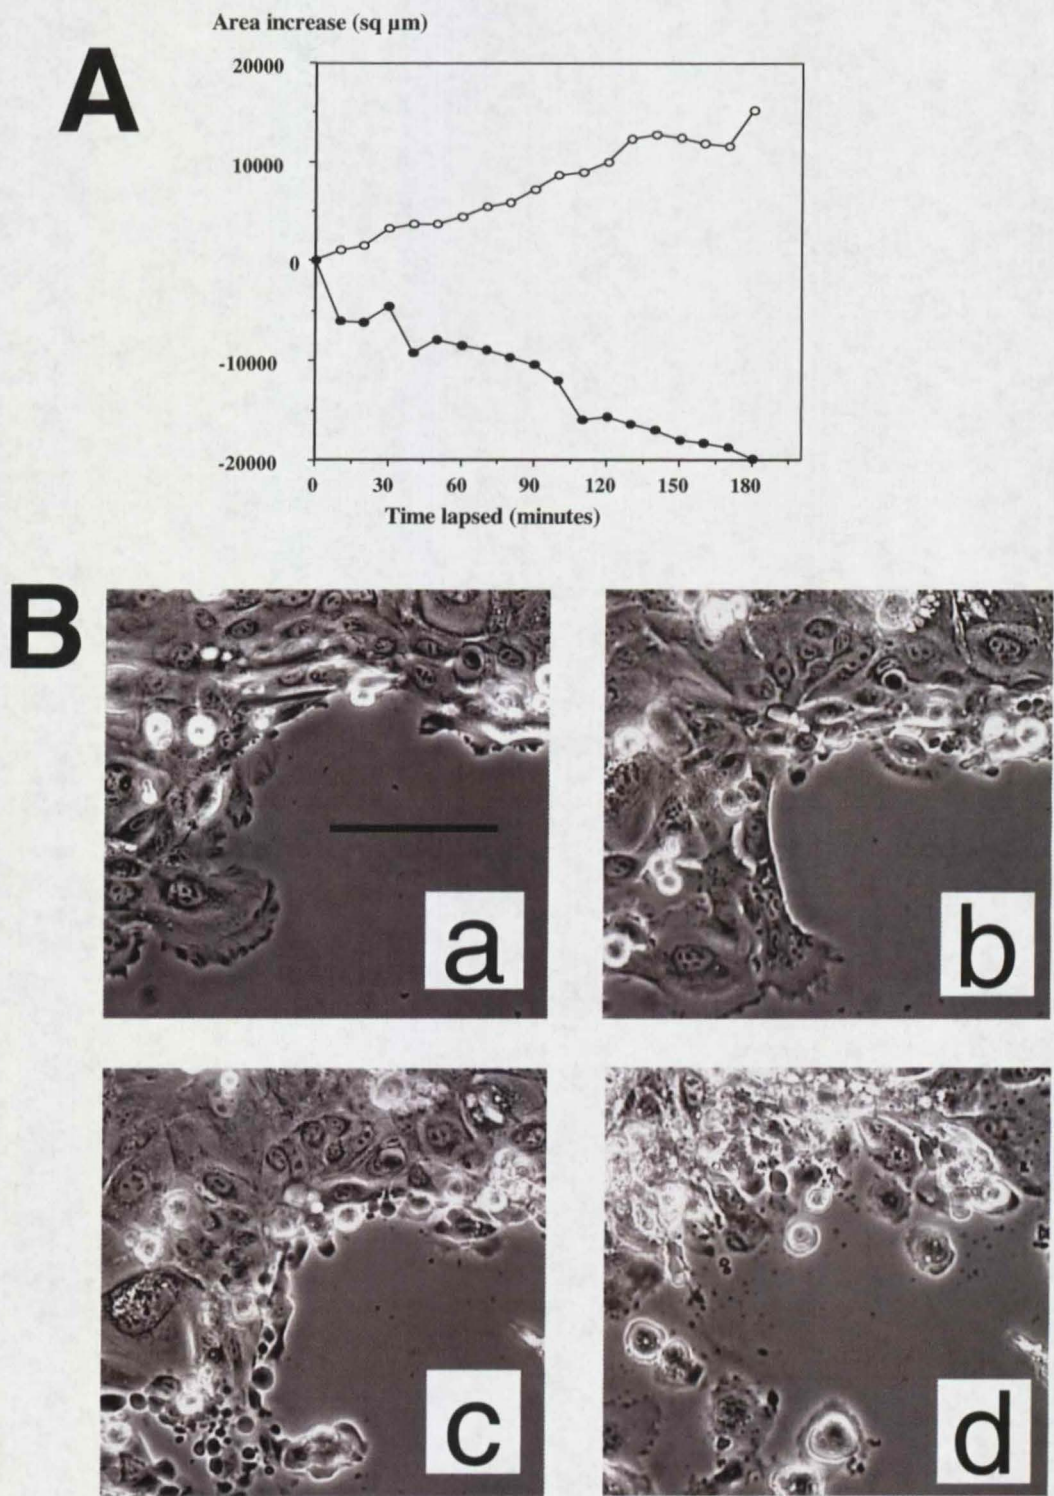 Area increase (sq µm)
A
20000
10000
0
-10000
-20000
0 30 60 90 120 150 180
Time lapsed (minutes)
B
a
b
c
d